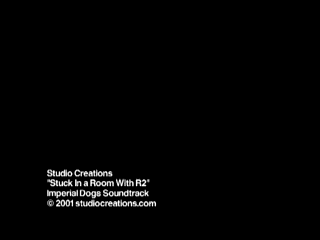 Studio Creations
"Stuck In a Room With R2"
Imperial Dogs Soundtrack
© 2001 studiocreations.com